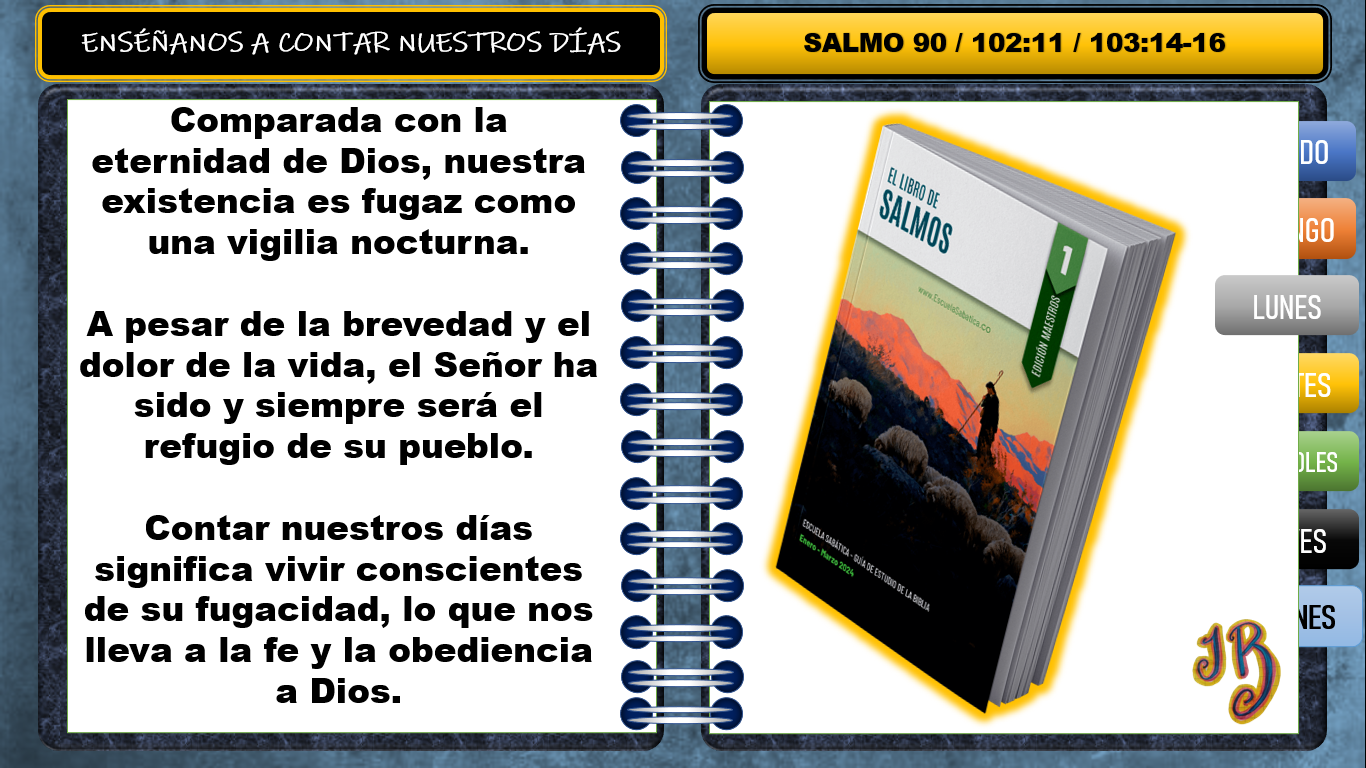 ENSÉÑANOS A CONTAR NUESTROS DÍAS
SALMO 90 / 102:11 / 103:14-16
Comparada con la
eternidad de Dios, nuestra
existencia es fugaz como
una vigilia nocturna.
A pesar de la brevedad y el
dolor de la vida, el Señor ha
sido y siempre será el
refugio de su pueblo.
Contar nuestros días
significa vivir conscientes
de su fugacidad, lo que nos
lleva a la fe y la obediencia
a Dios.
EL LIBRO DE
SALMOS
1
EDICIÓN MAESTROS
www.EscuelaSabatica.co
ESCUELA SABÁTICA - GUÍA DE ESTUDIO DE LA BIBLIA
Enero - Marzo 2024
DO
NGO
LUNES
TES
OLES
ES
NES
JB